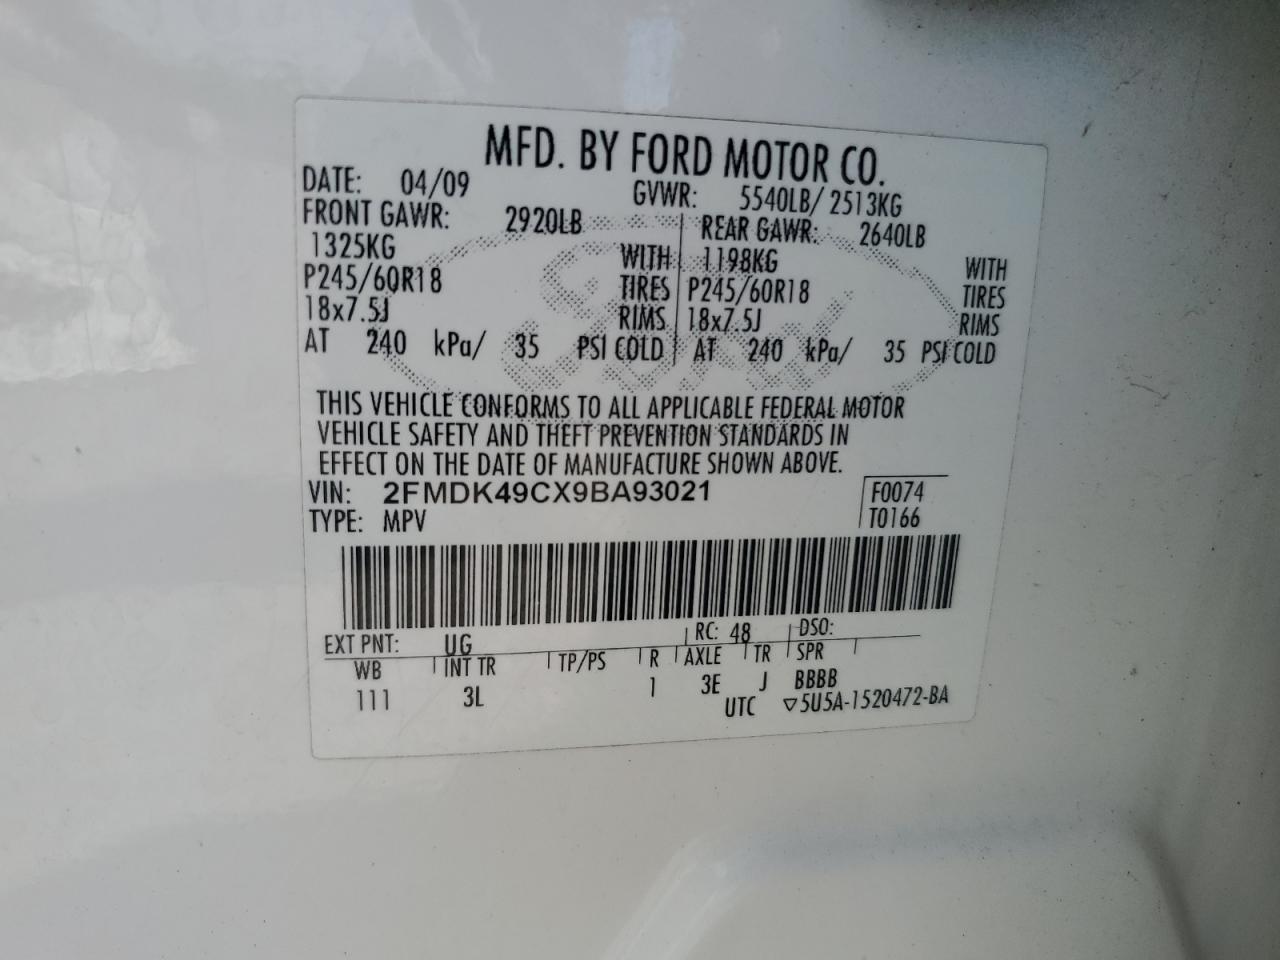 MFD. BY FORD MOTOR CO.
DATE: 04/09 GVWR: 5540LB/ 2513KG
FRONT GAWR: 2920LB REAR GAWR: 2640LB
1325KG WITH 1198KG WITH
P245/60R18 TIRES P245/60R18 TIRES
18x7.5J RIMS 18x7.5J RIMS
AT 240 kPa/ 35 PSI COLD AT 240 kPa/ 35 PSI COLD
Ford
THIS VEHICLE CONFORMS TO ALL APPLICABLE FEDERAL MOTOR
VEHICLE SAFETY AND THEFT PREVENTION STANDARDS IN
EFFECT ON THE DATE OF MANUFACTURE SHOWN ABOVE.
VIN: 2FMDK49CX9BA93021 F0074
TYPE: MPV T0166
EXT PNT: UG RC: 48 DSO:
WB INT TR TP/PS R AXLE TR SPR
111 3L 1 3E J BBBB
UTC ▽5U5A-1520472-BA